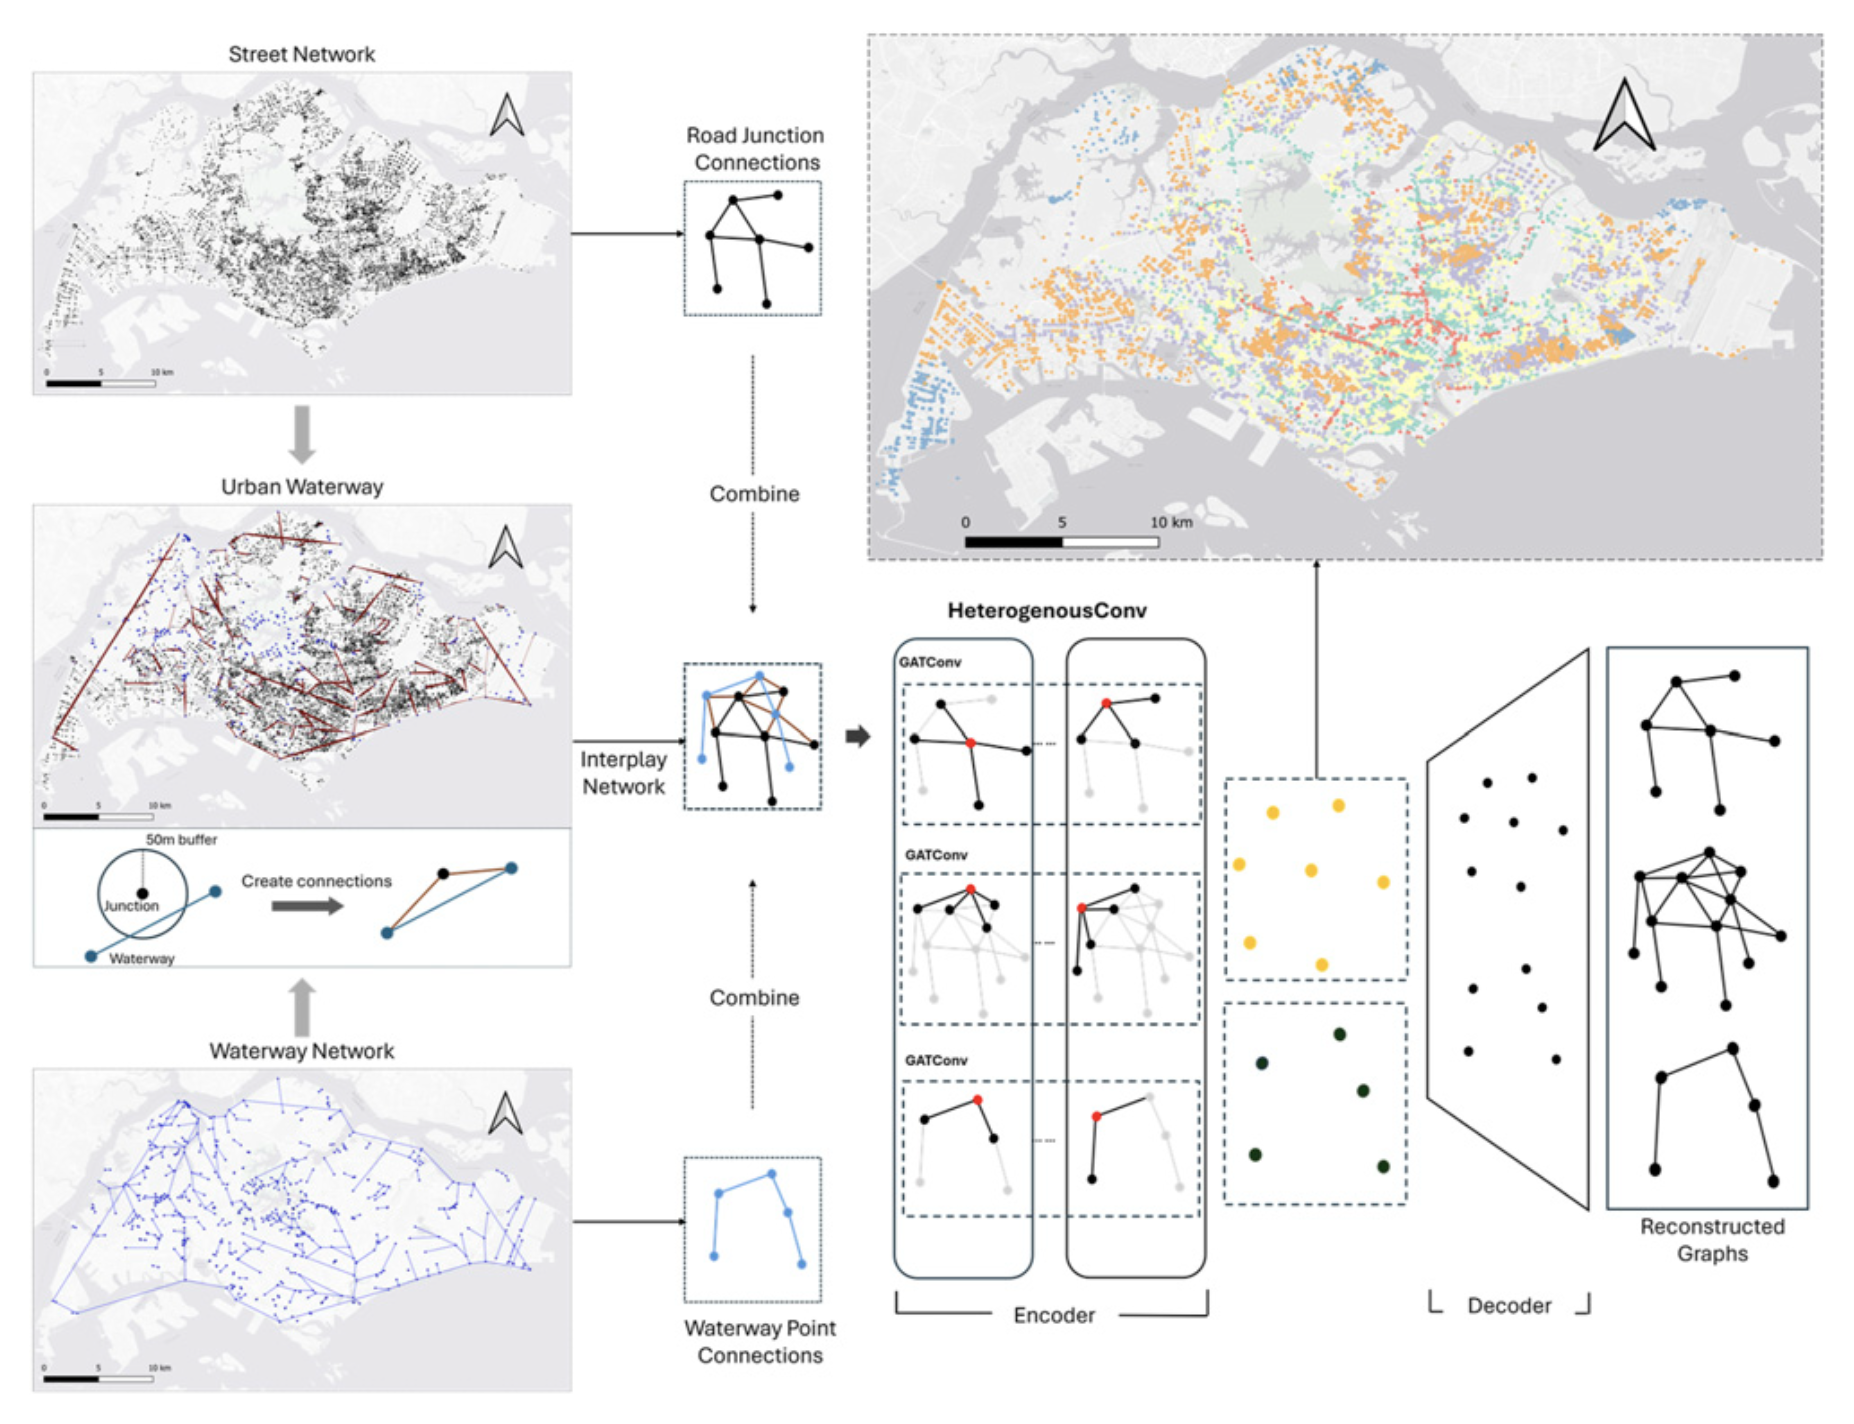 Street Network
0 5 10 km
Road Junction
Connections
Combine
Urban Waterway
0 5 10 km
50m buffer
Junction
Waterway
Create connections
Interplay
Network
Combine
Waterway Network
0 5 10 km
Waterway Point
Connections
0 5 10 km
HeterogenousConv
GATConv
GATConv
GATConv
Encoder
Decoder
Reconstructed
Graphs